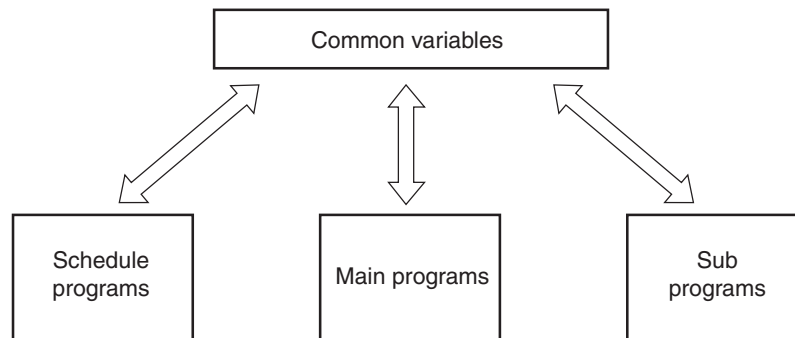 Common variables
Schedule
programs
Main programs
Sub
programs